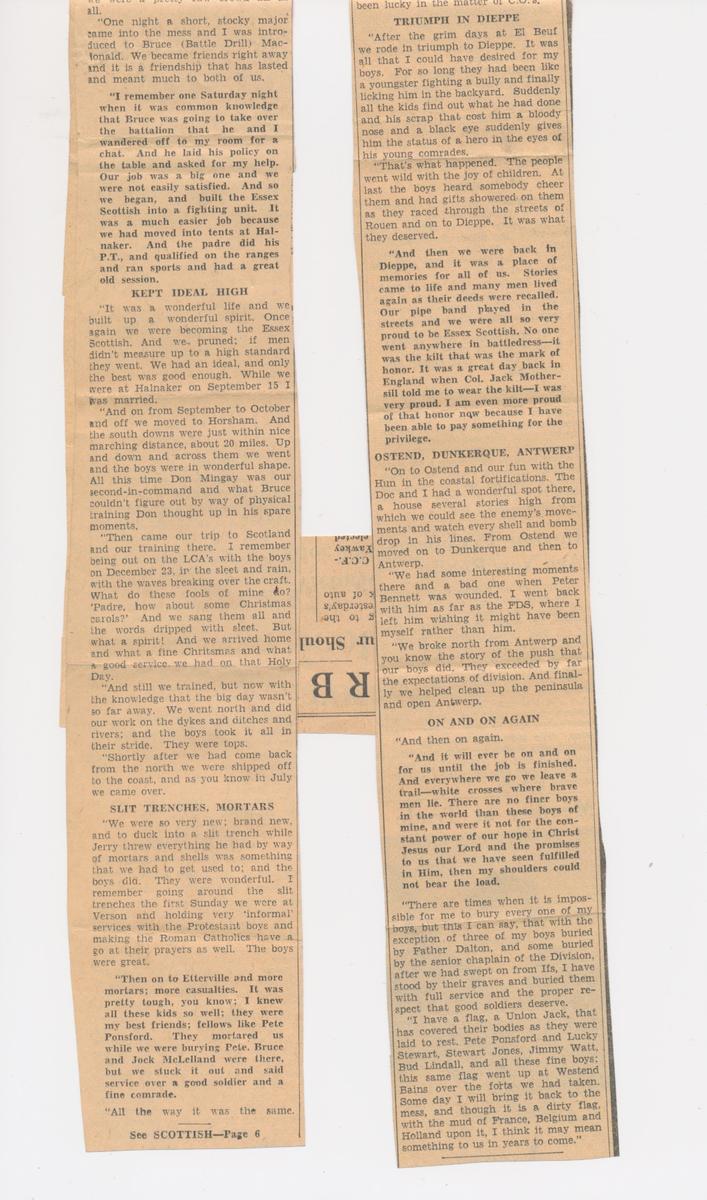 all.
"One night a short, stocky major
came into the mess and I was intro-
duced to Bruce (Battle Drill) Mac-
donald. We became friends right away
and it is a friendship that has lasted
and meant much to both of us.
"I remember one Saturday night
when it was common knowledge
that Bruce was going to take over
the battalion that he and I
wandered off to my room for a
chat. And he laid his policy on
the table and asked for my help.
Our job was a big one and we
were not easily satisfied. And so
we began, and built the Essex
Scottish into a fighting unit. It
was a much easier job because
we had moved into tents at Hal-
naker. And the padre did his
P.T., and qualified on the ranges
and ran sports and had a great
old session.
KEPT IDEAL HIGH
"It was a wonderful life and we
built up a wonderful spirit. Once
again we were becoming the Essex
Scottish. And we pruned; if men
didn't measure up to a high standard
they went. We had an ideal, and only
the best was good enough. While we
were at Halnaker on September 15 I
was married.
"And on from September to October
and off we moved to Horsham. And
the south downs were just within nice
marching distance, about 20 miles. Up
and down and across them we went
and the boys were in wonderful shape.
All this time Don Mingay was our
second-in-command and what Bruce
couldn't figure out by way of physical
training Don thought up in his spare
moments.
"Then came our trip to Scotland
and our training there. I remember
being out on the LCA's with the boys
on December 23, in the sleet and rain,
with the waves breaking over the craft.
What do these fools of mine do?
'Padre, how about some Christmas
carols?' And we sang them all and
the words dripped with sleet. But
what a spirit! And we arrived home
and what a fine Critsmas and what
a good service we had on that Holy
Day.
"And still we trained, but now with
the knowledge that the big day wasn't
so far away. We went north and did
our work on the dykes and ditches and
rivers; and the boys took it all in
their stride. They were tops.
"Shortly after we had come back
from the north we were shipped off
to the coast, and as you know in July
we came over.
SLIT TRENCHES, MORTARS
"We were so very new; brand new,
and to duck into a slit trench while
Jerry threw everything he had by way
of mortars and shells was something
that we had to get used to; and the
boys did. They were wonderful. I
remember going around the slit
trenches the first Sunday we were at
Verson and holding very 'informal'
services with the Protestant boys and
making the Roman Catholics have a
go at their prayers as well. The boys
were great.
"Then on to Etterville and more
mortars; more casualties. It was
pretty tough, you know; I knew
all these kids so well; they were
my best friends; fellows like Pete
Ponsford. They mortared us
while we were burying Pete. Bruce
and Jock McLelland were there,
but we stuck it out and said
service over a good soldier and a
fine comrade.
"All the way it was the same.
See SCOTTISH—Page 6
R B
ur Shoul
g to the
esterday's
k of auto
Yawkey
elected
C.C.F.-
been lucky in the matter of C.O.'s.
TRIUMPH IN DIEPPE
"After the grim days at El Beuf
we rode in triumph to Dieppe. It was
all that I could have desired for my
boys. For so long they had been like
a youngster fighting a bully and finally
licking him in the backyard. Suddenly
all the kids find out what he had done
and his scrap that cost him a bloody
nose and a black eye suddenly gives
him the status of a hero in the eyes of
his young comrades.
"That's what happened. The people
went wild with the joy of children. At
last the boys heard somebody cheer
them and had gifts showered on them
as they raced through the streets of
Rouen and on to Dieppe. It was what
they deserved.
"And then we were back in
Dieppe, and it was a place of
memories for all of us. Stories
came to life and many men lived
again as their deeds were recalled.
Our pipe band played in the
streets and we were all so very
proud to be Essex Scottish. No one
went anywhere in battledress—it
was the kilt that was the mark of
honor. It was a great day back in
England when Col. Jack Mother-
sill told me to wear the kilt—I was
very proud. I am even more proud
of that honor now because I have
been able to pay something for the
privilege.
OSTEND, DUNKERQUE, ANTWERP
"On to Ostend and our fun with the
Hun in the coastal fortifications. The
Doc and I had a wonderful spot there,
a house several stories high from
which we could see the enemy's move-
ments and watch every shell and bomb
drop in his lines. From Ostend we
moved on to Dunkerque and then to
Antwerp.
"We had some interesting moments
there and a bad one when Peter
Bennett was wounded. I went back
with him as far as the FDS, where I
left him wishing it might have been
myself rather than him.
"We broke north from Antwerp and
you know the story of the push that
our boys did. They exceeded by far
the expectations of division. And final-
ly we helped clean up the peninsula
and open Antwerp.
ON AND ON AGAIN
"And then on again.
"And it will ever be on and on
for us until the job is finished.
And everywhere we go we leave a
trail—white crosses where brave
men lie. There are no finer boys
in the world than these boys of
mine, and were it not for the con-
stant power of our hope in Christ
Jesus our Lord and the promises
to us that we have seen fulfilled
in Him, then my shoulders could
not bear the load.
"There are times when it is impos-
sible for me to bury every one of my
boys, but this I can say, that with the
exception of three of my boys buried
by Father Dalton, and some buried
by the senior chaplain of the Division,
after we had swept on from Ifs, I have
stood by their graves and buried them
with full service and the proper re-
spect that good soldiers deserve.
"I have a flag, a Union Jack, that
has covered their bodies as they were
laid to rest. Pete Ponsford and Lucky
Stewart, Stewart Jones, Jimmy Watt,
Bud Lindall, and all these fine boys;
this same flag went up at Westend
Bains over the forts we had taken.
Some day I will bring it back to the
mess, and though it is a dirty flag,
with the mud of France, Belgium and
Holland upon it, I think it may mean
something to us in years to come."